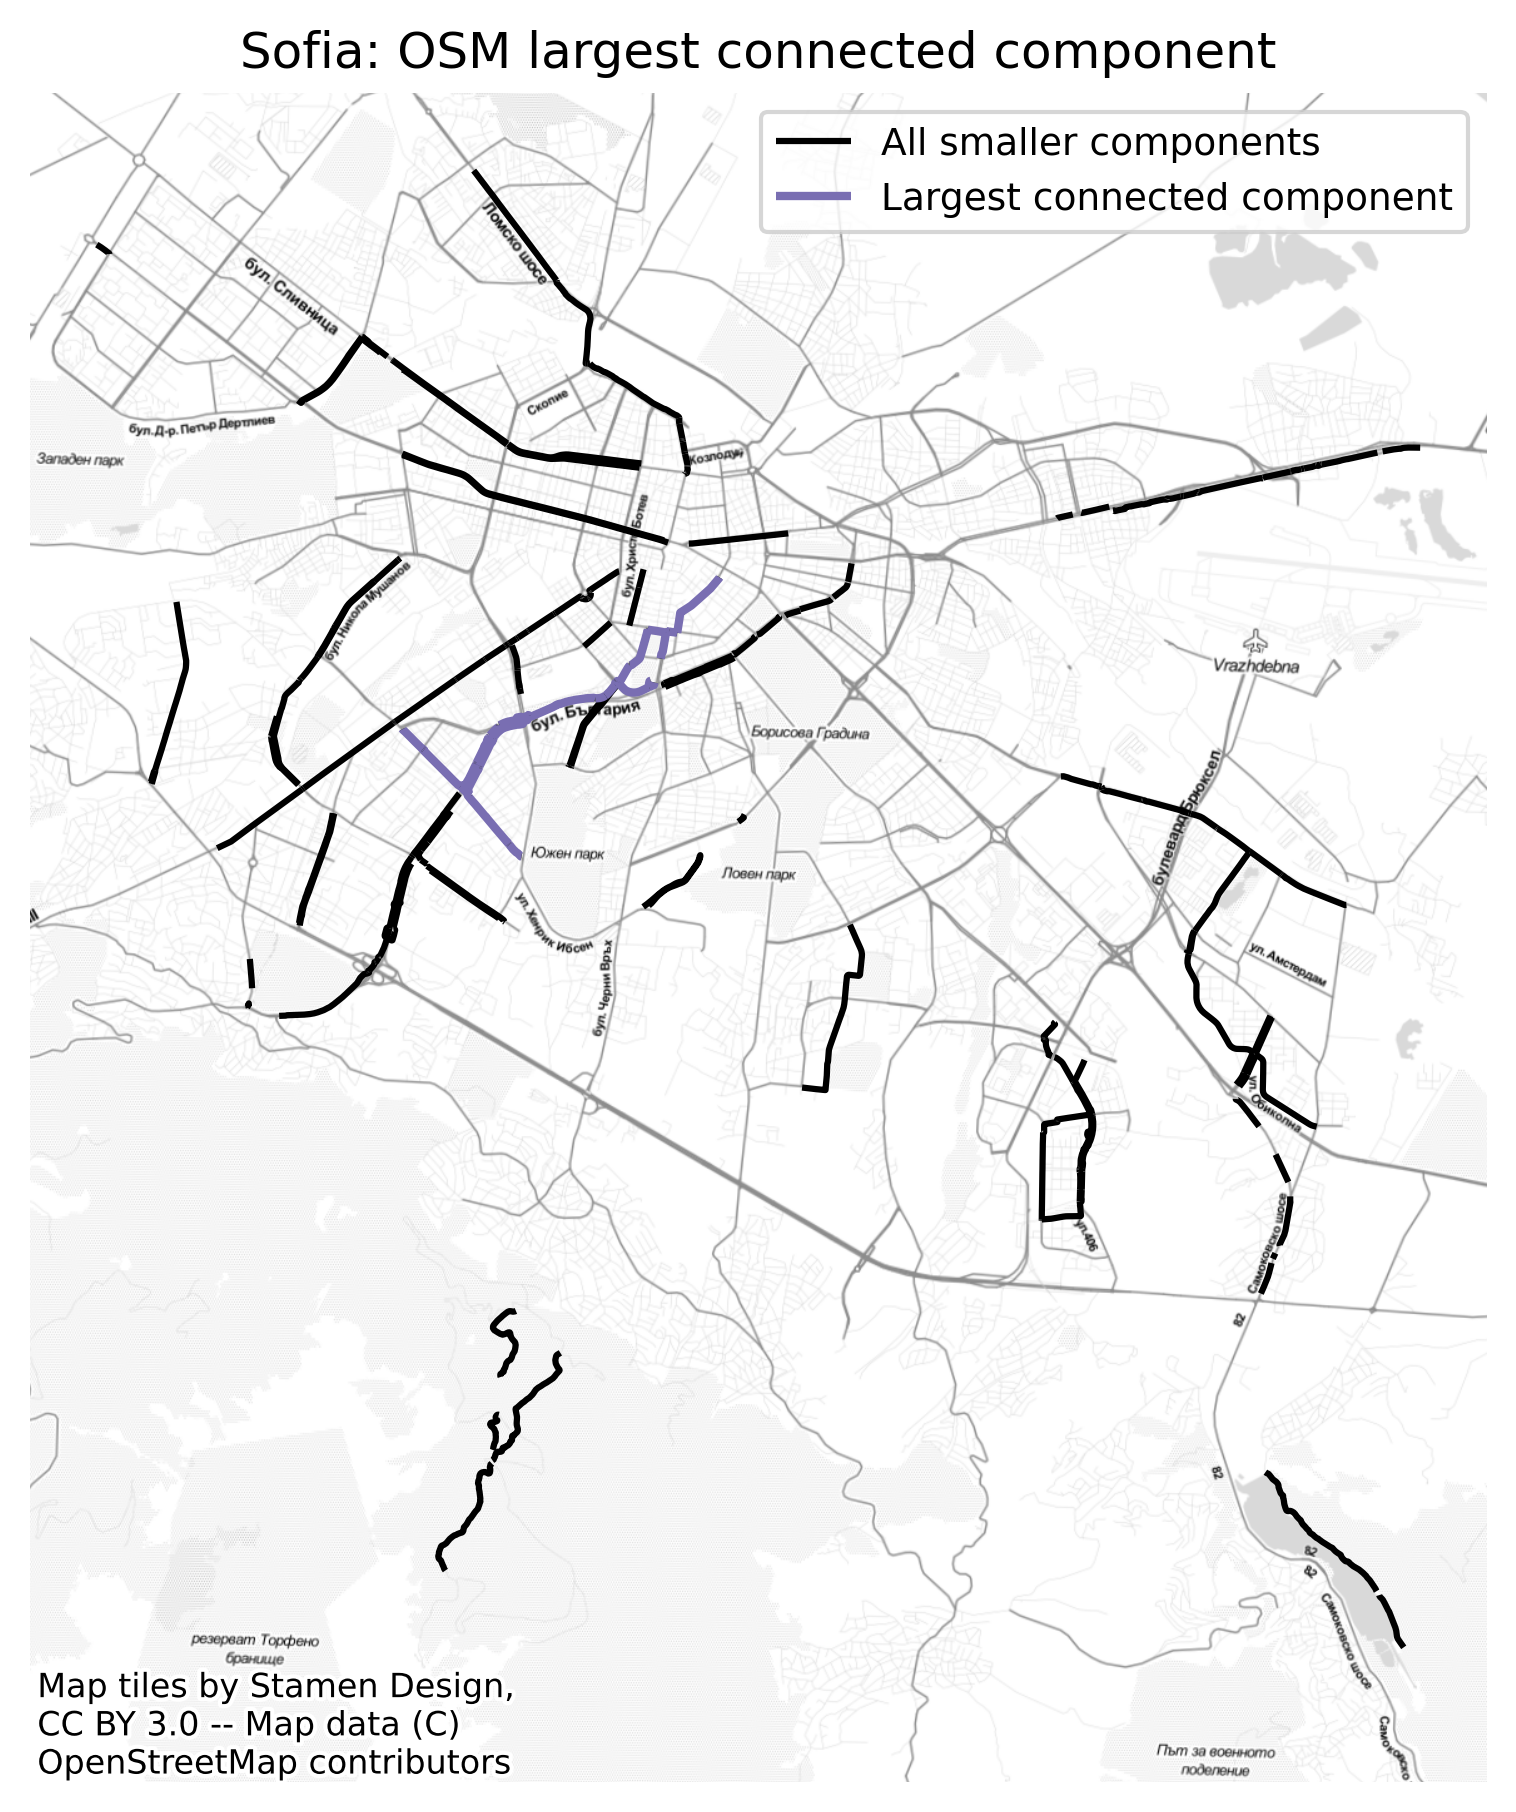 Sofia: OSM largest connected component
All smaller components
Largest connected component
Ломско шосе
бул. Сливница
Скопие
бул. Д-р. Петър Дертлиев
Западен парк
Козлодуй
бул. Никола Мушанов
Vrazhdebna
бул. България
Борисова Градина
булевард Брюксел
Южен парк
Ловен парк
ул. Хенрик Ибсен
бул. Черни Връх
ул. Амстердам
ул. Обиколна
ул.406
Самоковско шосе
82
82
82
82
Самоковско шосе
резерват Торфено
бранище
Map tiles by Stamen Design,
CC BY 3.0 -- Map data (C)
OpenStreetMap contributors
Път за военното
поделение
Самоковско